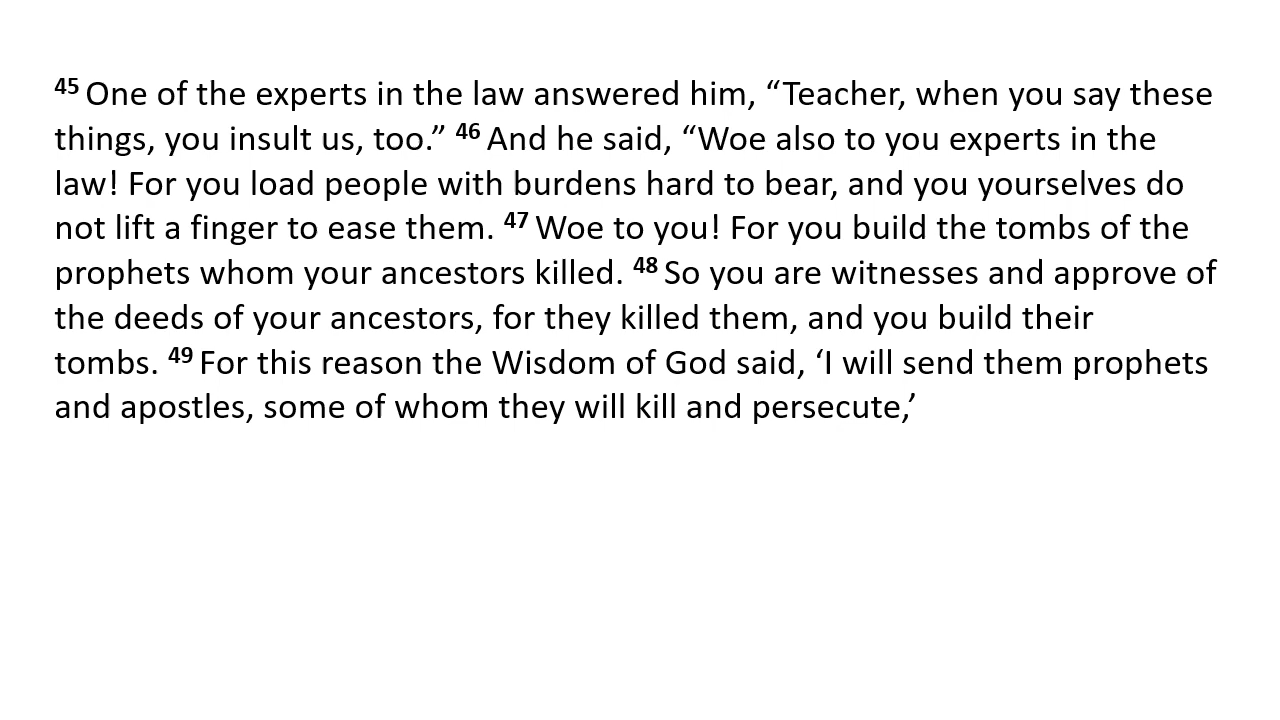 45 One of the experts in the law answered him, “Teacher, when you say these
things, you insult us, too.” 46 And he said, “Woe also to you experts in the
law! For you load people with burdens hard to bear, and you yourselves do
not lift a finger to ease them. 47 Woe to you! For you build the tombs of the
prophets whom your ancestors killed. 48 So you are witnesses and approve of
the deeds of your ancestors, for they killed them, and you build their
tombs. 49 For this reason the Wisdom of God said, ‘I will send them prophets
and apostles, some of whom they will kill and persecute,’